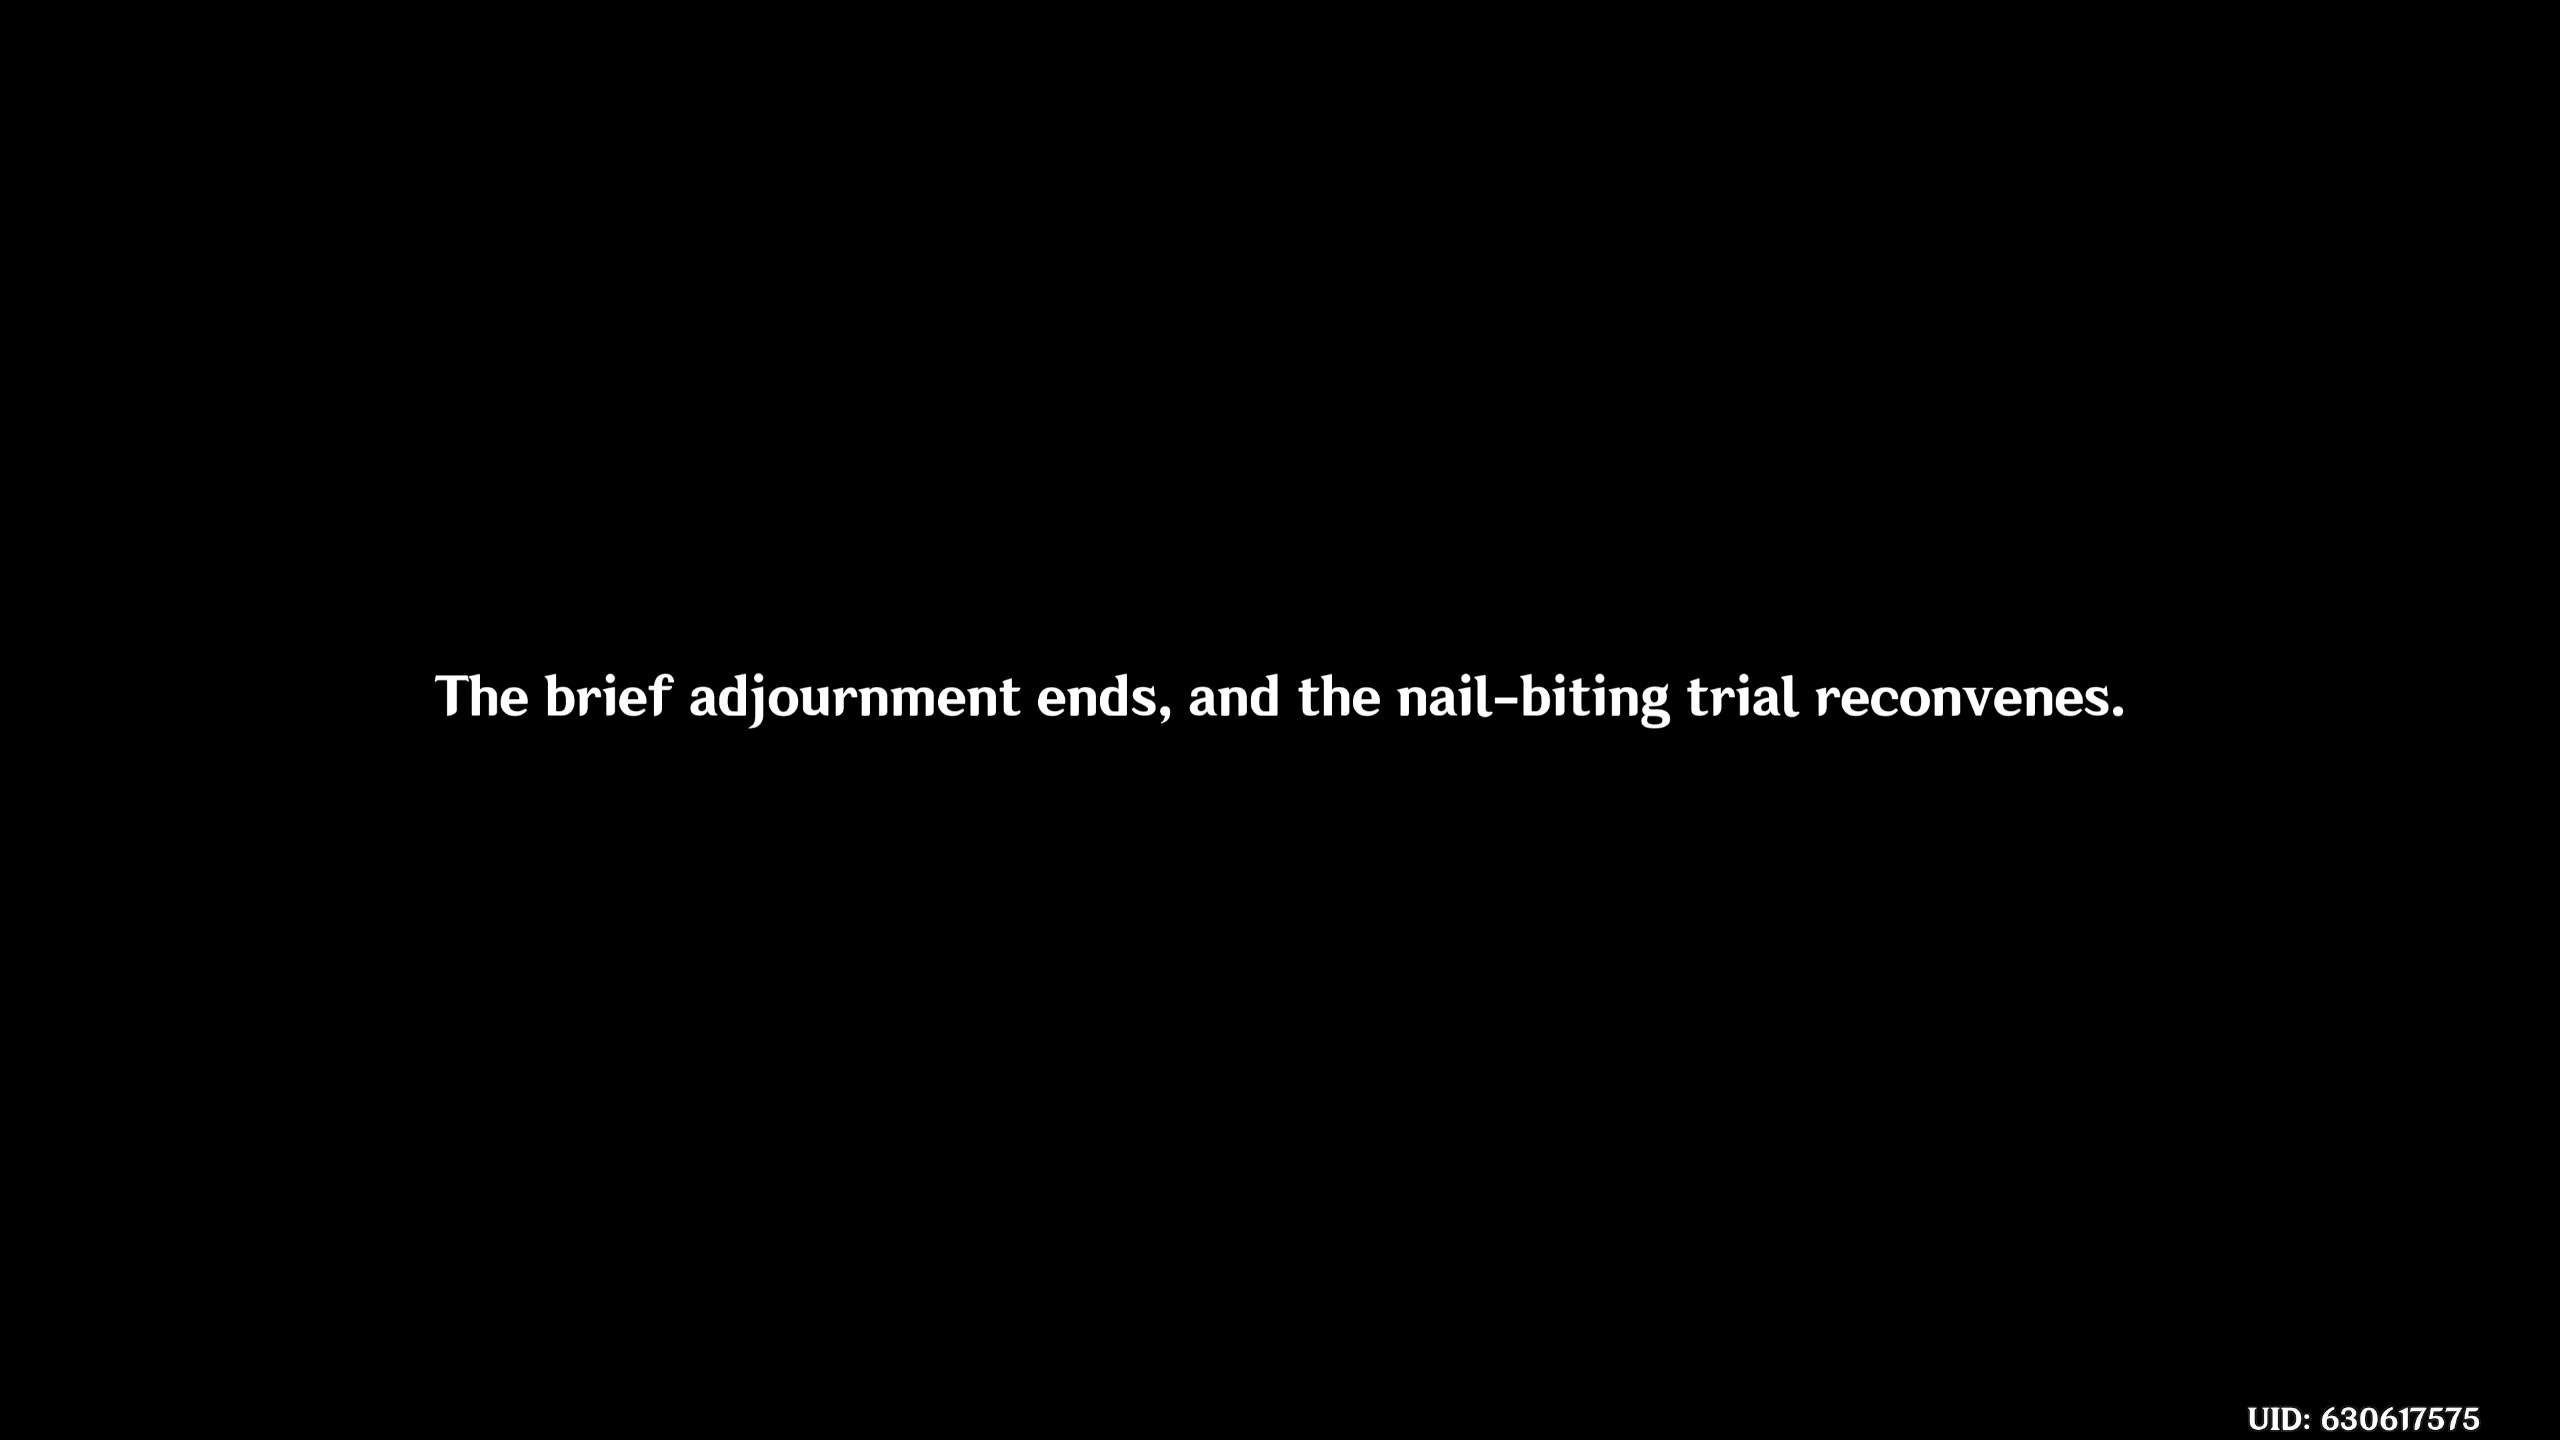 The brief adjournment ends, and the nail-biting trial reconvenes.
UID: 630617575